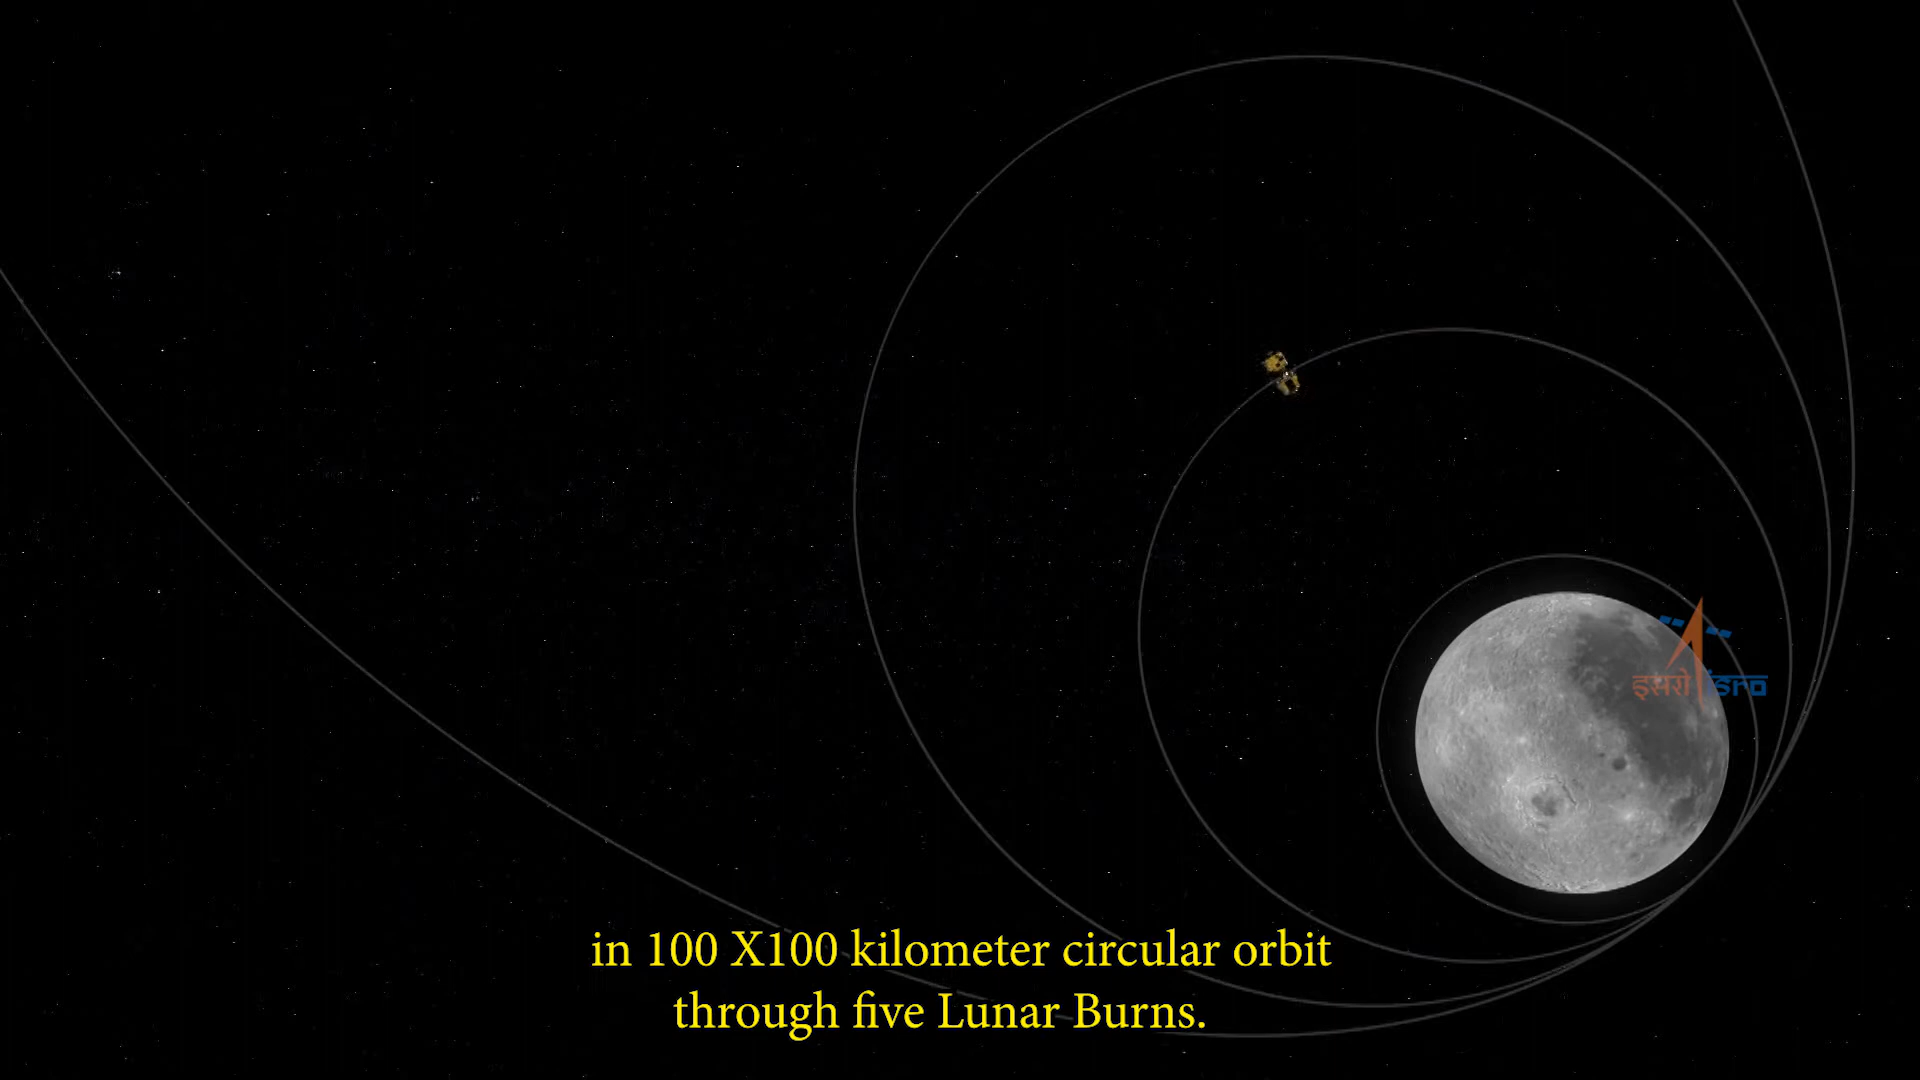 इसरो isro
in 100 X100 kilometer circular orbit
through five Lunar Burns.